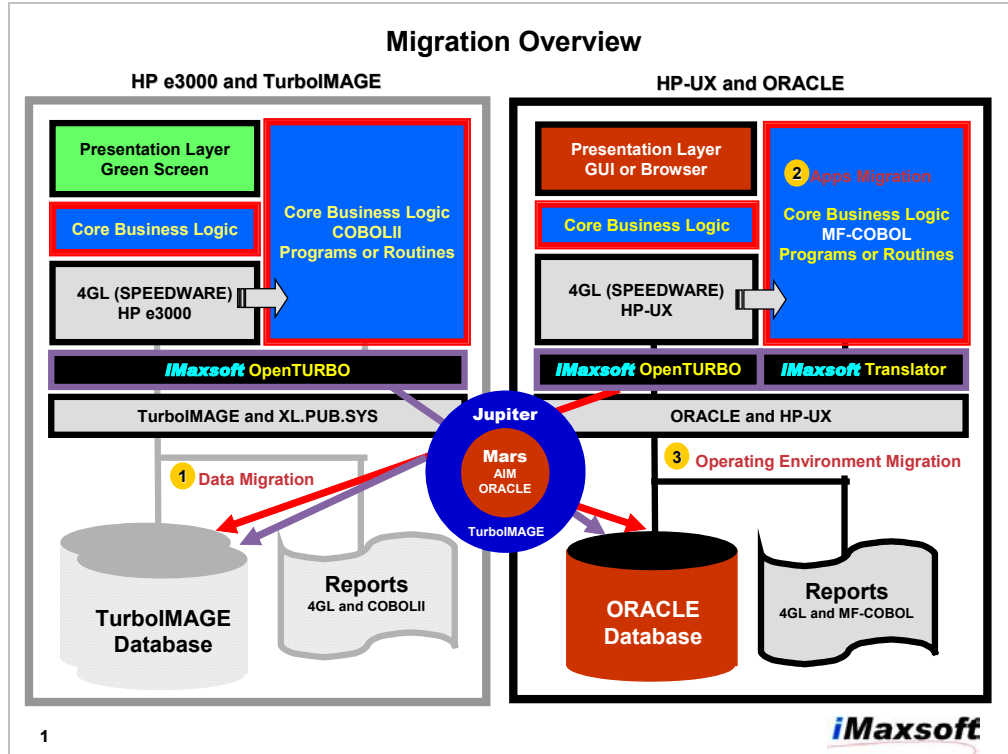 Migration Overview
HP e3000 and TurboIMAGE
Presentation Layer
Green Screen
Core Business Logic
4GL (SPEEDWARE)
HP e3000
Core Business Logic
COBOLII
Programs or Routines
iMaxsoft OpenTURBO
TurboIMAGE and XL.PUB.SYS
1 Data Migration
TurboIMAGE
Database
Reports
4GL and COBOLII
Jupiter
Mars
AIM
ORACLE
TurboIMAGE
HP-UX and ORACLE
Presentation Layer
GUI or Browser
Core Business Logic
4GL (SPEEDWARE)
HP-UX
2 Apps Migration
Core Business Logic
MF-COBOL
Programs or Routines
iMaxsoft OpenTURBO
iMaxsoft Translator
ORACLE and HP-UX
3 Operating Environment Migration
ORACLE
Database
Reports
4GL and MF-COBOL
1
iMaxsoft